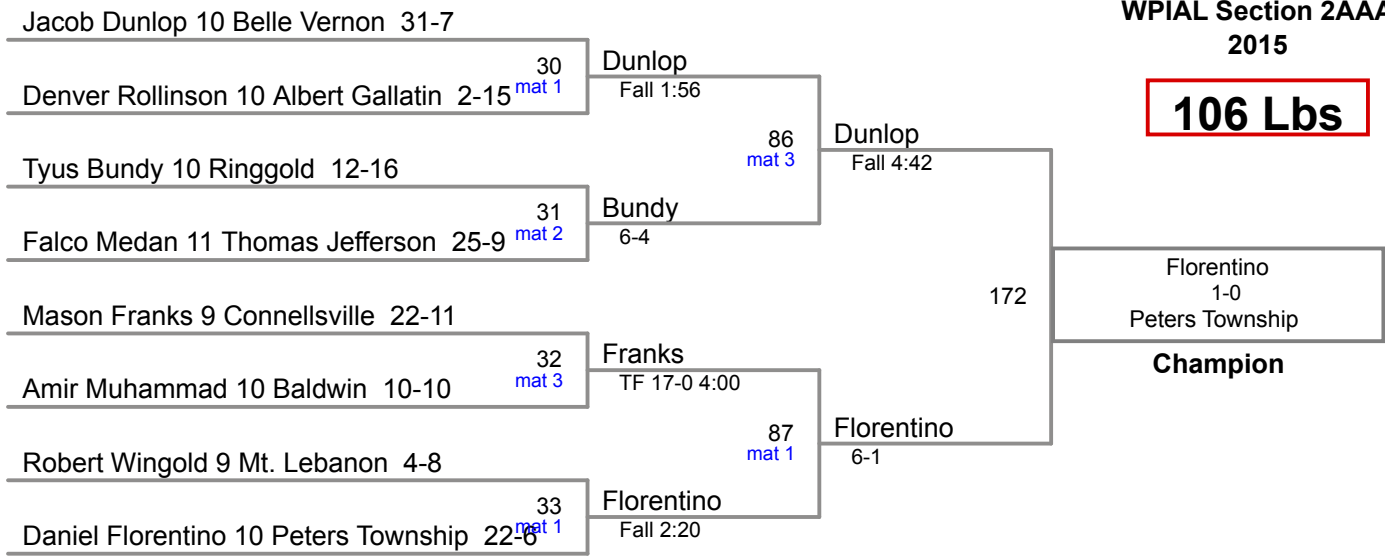 WPIAL Section 2AAA
2015
106 Lbs
Jacob Dunlop 10 Belle Vernon 31-7
30
mat 1
Denver Rollinson 10 Albert Gallatin 2-15
Dunlop
Fall 1:56
Tyus Bundy 10 Ringgold 12-16
31
mat 2
Falco Medan 11 Thomas Jefferson 25-9
Bundy
6-4
86
mat 3
Dunlop
Fall 4:42
Mason Franks 9 Connellsville 22-11
32
mat 3
Amir Muhammad 10 Baldwin 10-10
Franks
TF 17-0 4:00
Robert Wingold 9 Mt. Lebanon 4-8
33
mat 1
Daniel Florentino 10 Peters Township 22-6
Florentino
Fall 2:20
87
mat 1
Florentino
6-1
172
Florentino
1-0
Peters Township
Champion